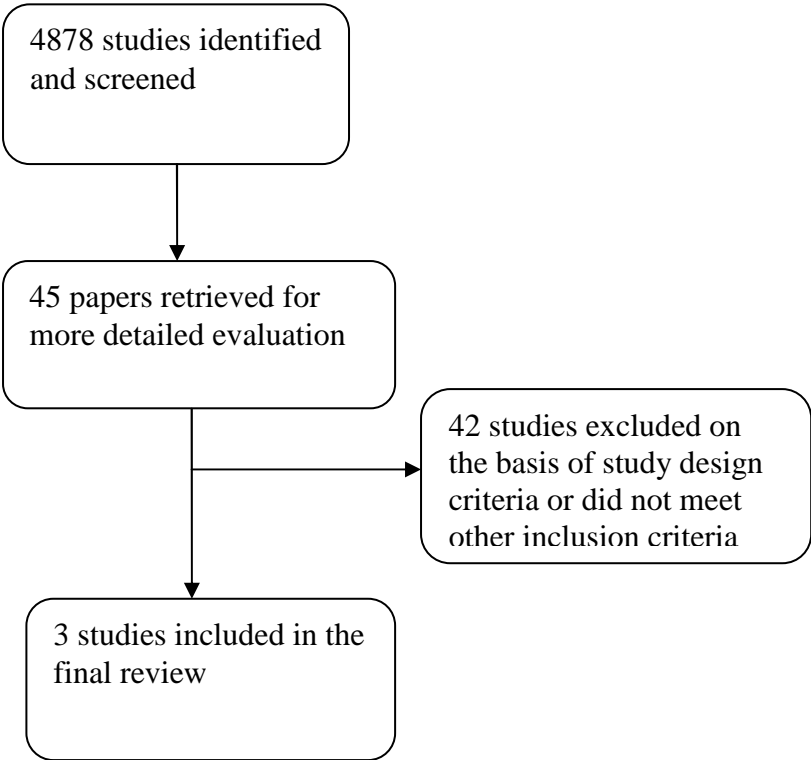 4878 studies identified
and screened
45 papers retrieved for
more detailed evaluation
42 studies excluded on
the basis of study design
criteria or did not meet
other inclusion criteria
3 studies included in the
final review